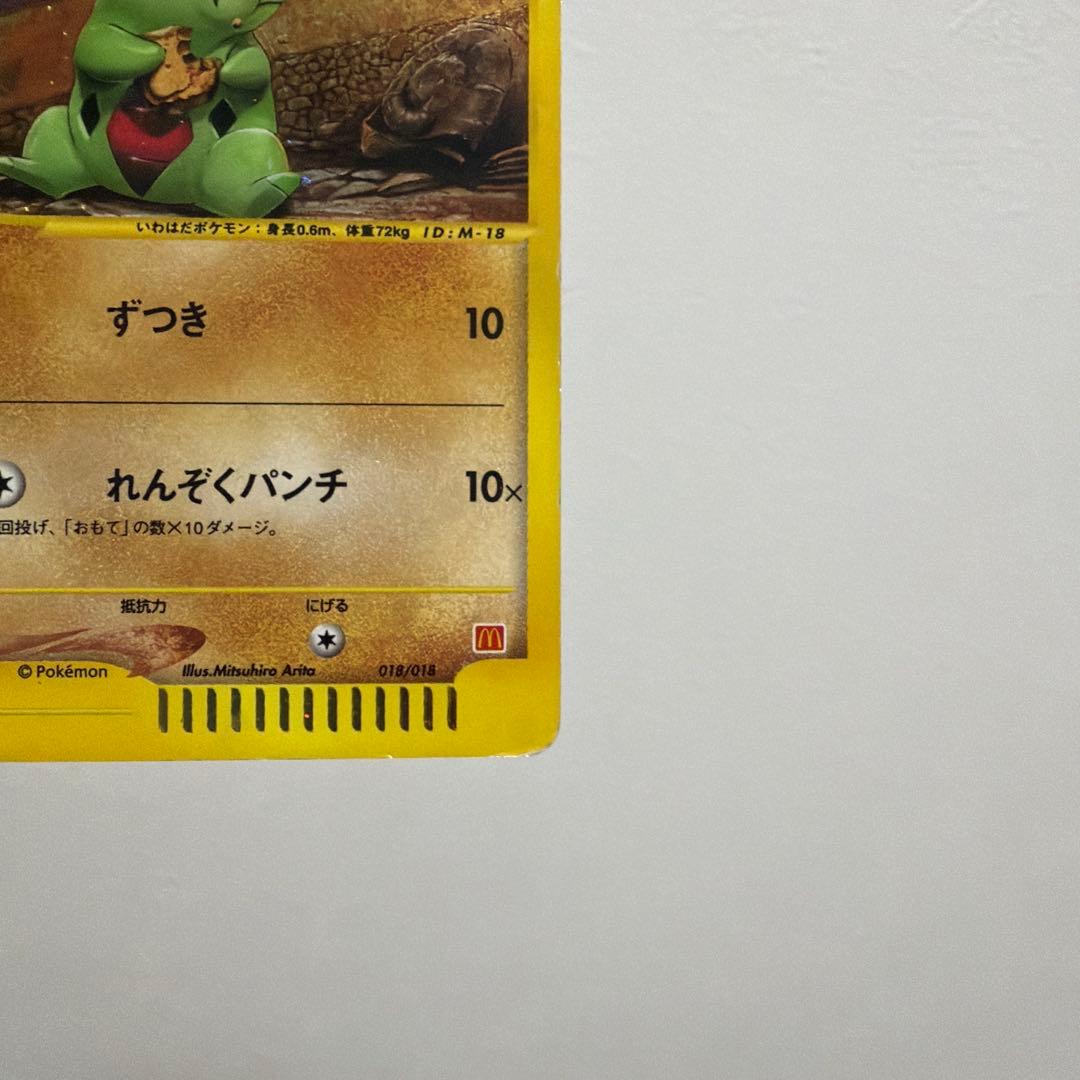 いわはだポケモン：身長0.6m、体重72kg ID:M-18
ずつき 10
れんぞくパンチ 10×
回投げ、「おもて」の数×10ダメージ。
抵抗力 にげる
©Pokémon Illus.Mitsuhiro Arita 018/018